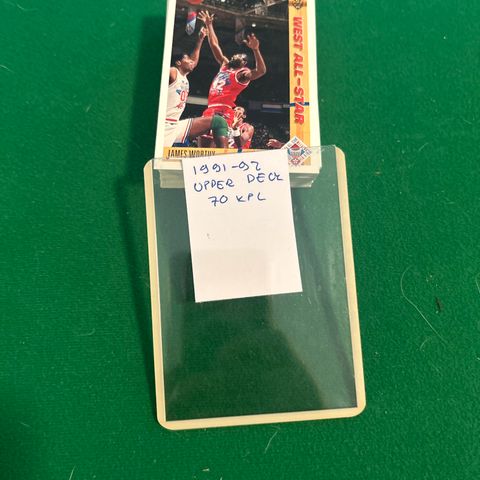 WEST ALL-STAR
JAMES WORTHY
1991-92
UPPER DECK
70 KPL